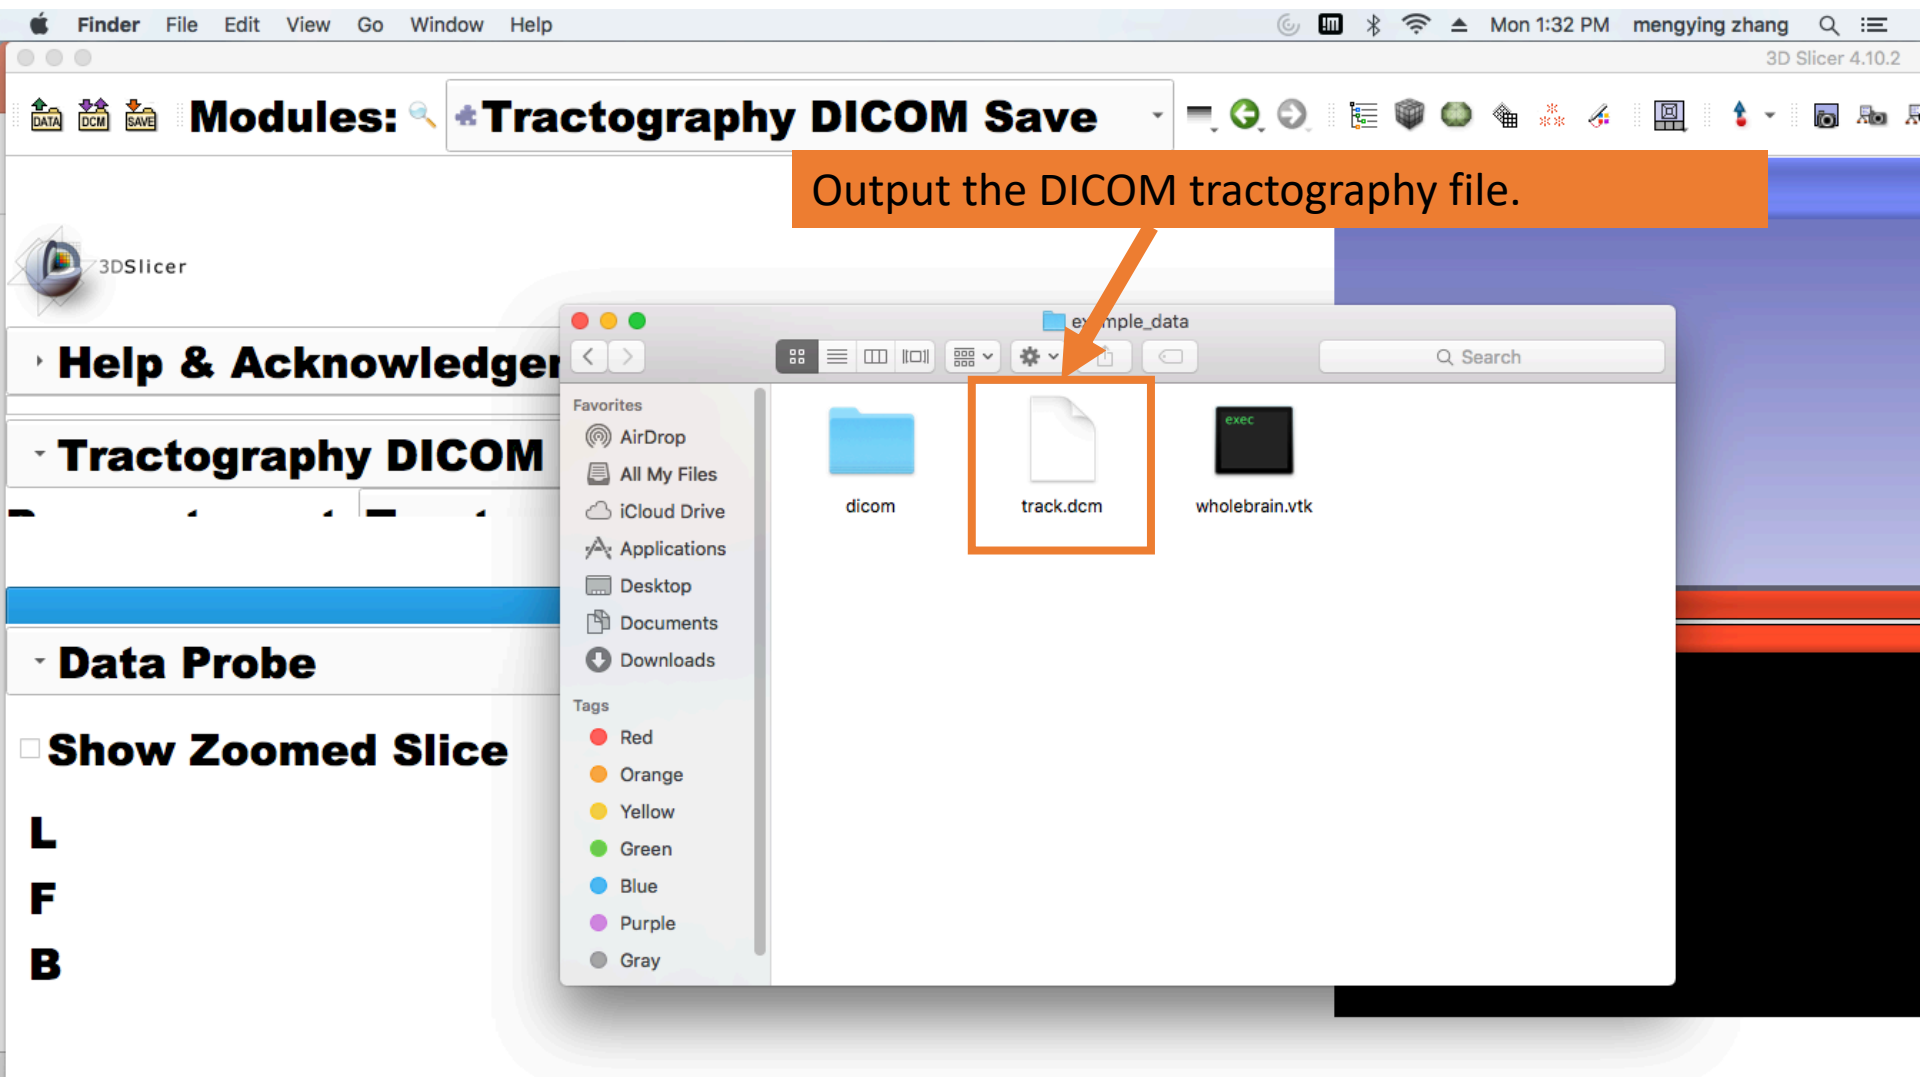 Finder File Edit View Go Window Help
Mon 1:32 PM mengying zhang
3D Slicer 4.10.2
DATA DCM SAVE Modules: Tractography DICOM Save
Output the DICOM tractography file.
3DSlicer
Help & Acknowledger
Tractography DICOM
Data Probe
Show Zoomed Slice
L
F
B
example_data
Search
Favorites
AirDrop
All My Files
iCloud Drive
Applications
Desktop
Documents
Downloads
Tags
Red
Orange
Yellow
Green
Blue
Purple
Gray
dicom
track.dcm
exec
wholebrain.vtk